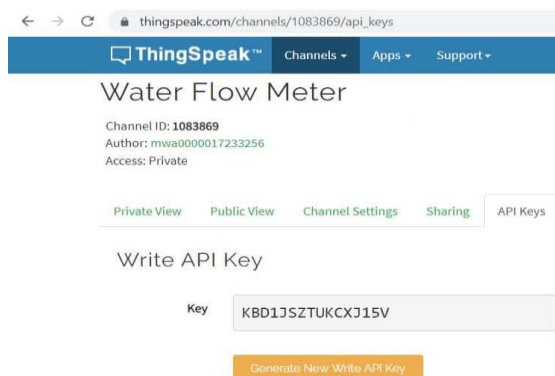 thingspeak.com/channels/1083869/api_keys
ThingSpeak™ Channels Apps Support
Water Flow Meter
Channel ID: 1083869
Author: mwa0000017233256
Access: Private
Private View Public View Channel Settings Sharing API Keys
Write API Key
Key KBD1JSZTUKCXJ15V
Generate New Write API Key